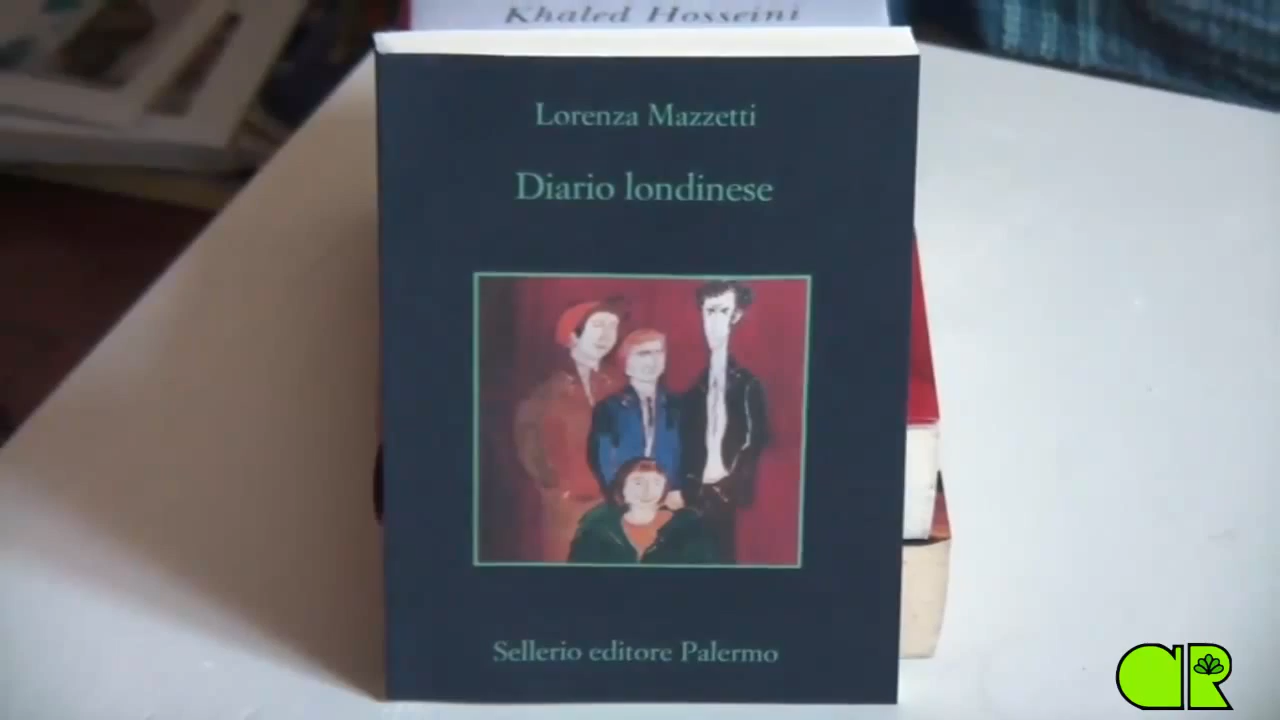 Khaled Hosseini
Lorenza Mazzetti
Diario londinese
Sellerio editore Palermo